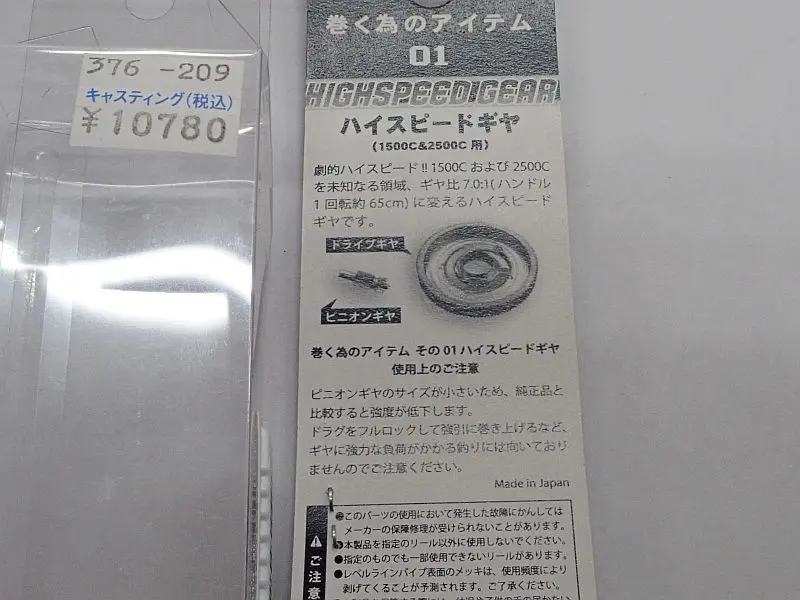 376 -209
キャスティング(税込)
¥10780
巻く為のアイテム
01
HIGHSPEEDGEAR
ハイスピードギヤ
(1500C&2500C 用)
劇的ハイスピード!! 1500C および 2500C
を未知なる領域、ギヤ比 7.0:1(ハンドル
1回転約 65cm) に変えるハイスピード
ギヤです。
ドライブギヤ
ピニオンギヤ
巻く為のアイテム その01 ハイスピードギヤ
使用上のご注意
ピニオンギヤのサイズが小さいため、純正品と
比較すると強度が低下します。
ドラグをフルロックして強引に巻き上げるなど、
ギヤに強力な負荷がかかる釣りには向いており
ませんのでご注意ください。
Made in Japan
ご注意
●このパーツの使用において発生した故障にかんしては
メーカーの保障修理が受けられないことがあります。
●本製品を指定のリール以外に使用しないでください。
●指定のものでも一部使用できないリールがあります。
●レベルラインパイプ表面のメッキは、使用頻度により
剥げてくることが予測されます。ご了承ください。